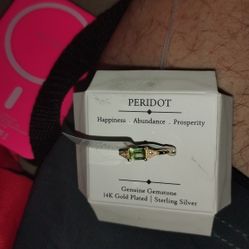 PERIDOT
Happiness . Abundance . Prosperity
Genuine Gemstone
14K Gold Plated | Sterling Silver